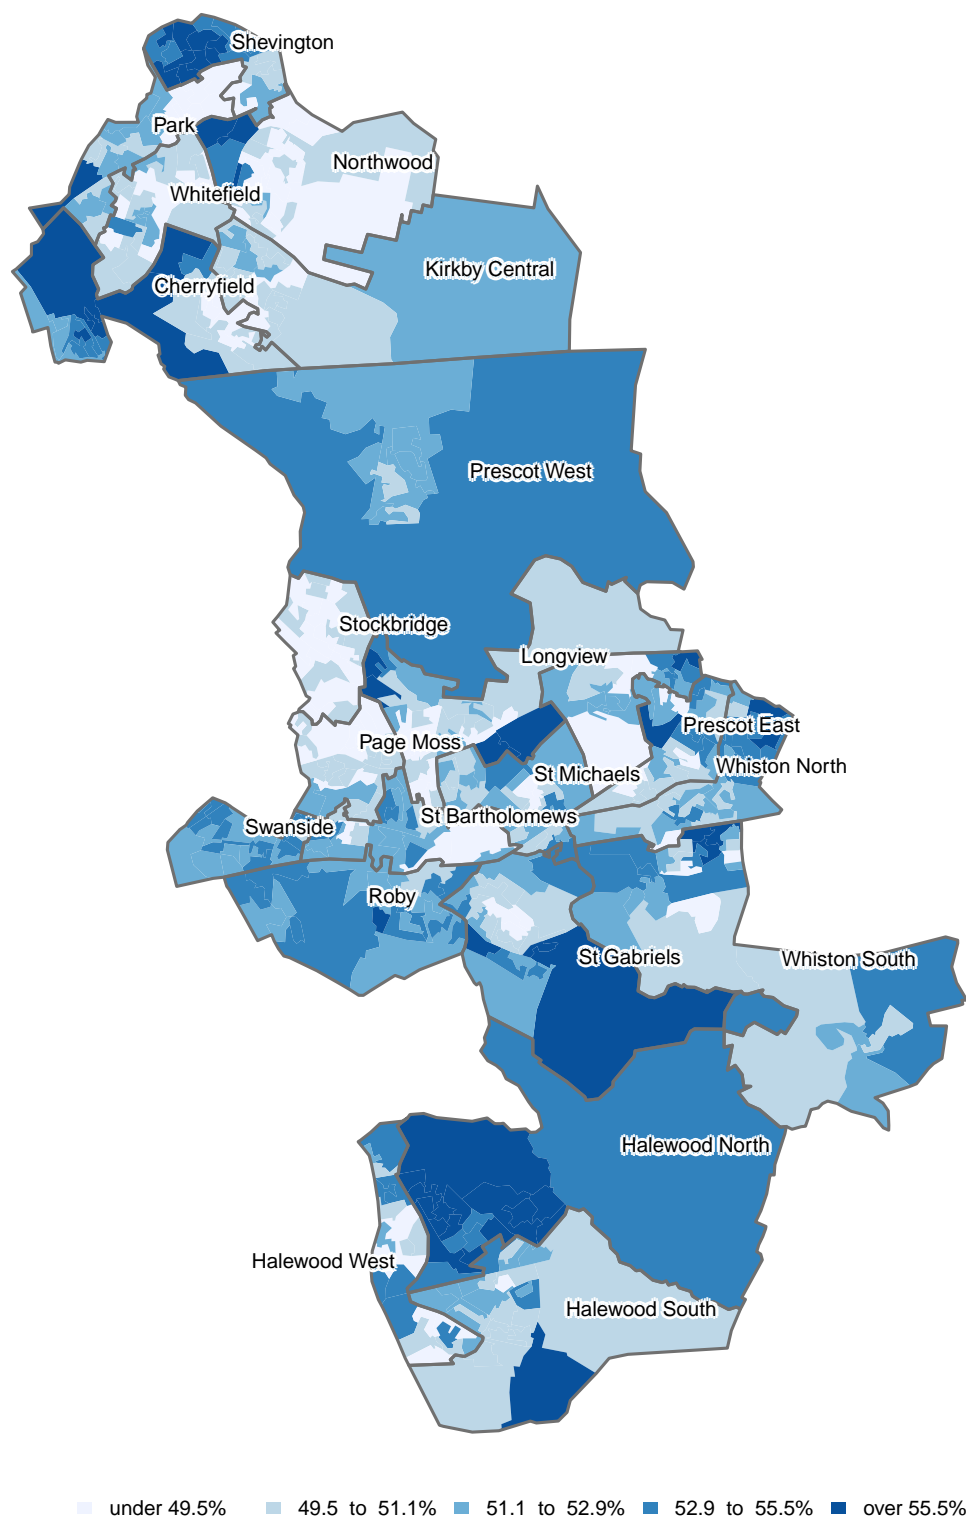 Shevington
Park
Northwood
Whitefield
Kirkby Central
Cherryfield
Prescot West
Stockbridge
Longview
Prescot East
Page Moss
Whiston North
St Michaels
St Bartholomews
Swanside
Roby
St Gabriels
Whiston South
Halewood North
Halewood West
Halewood South
under 49.5% 49.5 to 51.1% 51.1 to 52.9% 52.9 to 55.5% over 55.5%